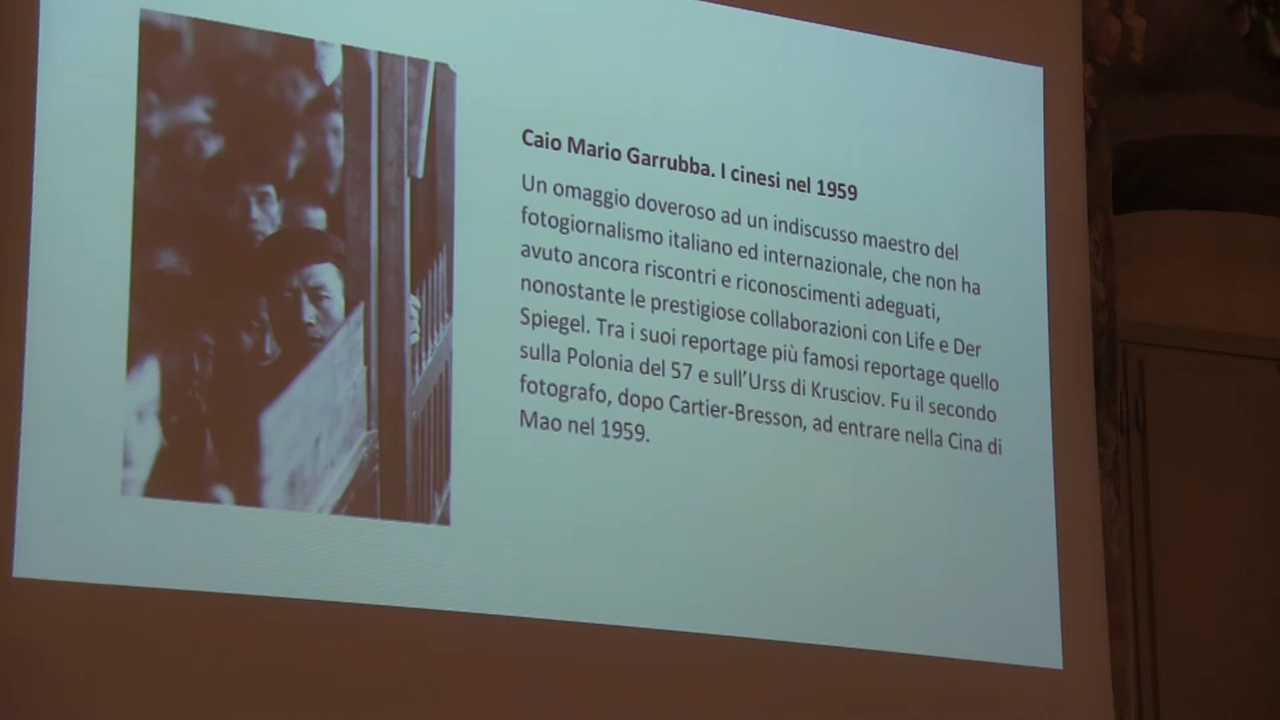 Caio Mario Garrubba. I cinesi nel 1959
Un omaggio doveroso ad un indiscusso maestro del
fotogiornalismo italiano ed internazionale, che non ha
avuto ancora riscontri e riconoscimenti adeguati,
nonostante le prestigiose collaborazioni con Life e Der
Spiegel. Tra i suoi reportage più famosi reportage quello
sulla Polonia del 57 e sull'Urss di Krusciov. Fu il secondo
fotografo, dopo Cartier-Bresson, ad entrare nella Cina di
Mao nel 1959.